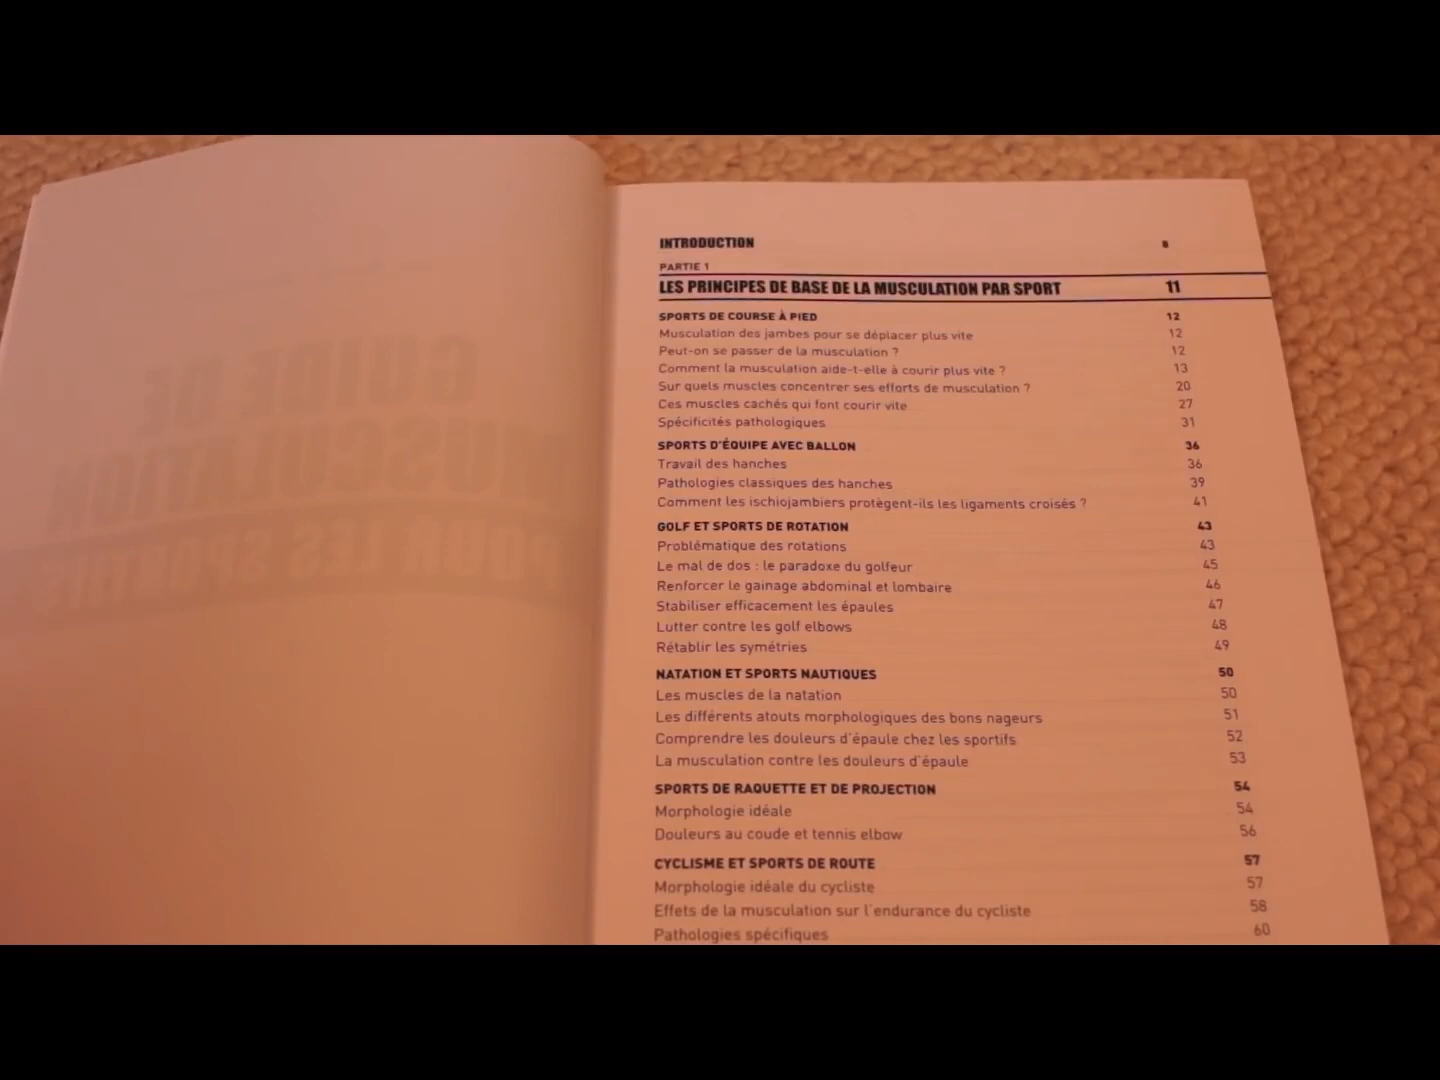 GUIDE DE
MUSCULATION
POUR LES SPORTIFS
INTRODUCTION 8
PARTIE 1
LES PRINCIPES DE BASE DE LA MUSCULATION PAR SPORT 11
SPORTS DE COURSE À PIED 12
Musculation des jambes pour se déplacer plus vite 12
Peut-on se passer de la musculation ? 12
Comment la musculation aide-t-elle à courir plus vite ? 13
Sur quels muscles concentrer ses efforts de musculation ? 20
Ces muscles cachés qui font courir vite 27
Spécificités pathologiques 31
SPORTS D'ÉQUIPE AVEC BALLON 36
Travail des hanches 36
Pathologies classiques des hanches 39
Comment les ischiojambiers protègent-ils les ligaments croisés ? 41
GOLF ET SPORTS DE ROTATION 43
Problématique des rotations 43
Le mal de dos : le paradoxe du golfeur 45
Renforcer le gainage abdominal et lombaire 46
Stabiliser efficacement les épaules 47
Lutter contre les golf elbows 48
Rétablir les symétries 49
NATATION ET SPORTS NAUTIQUES 50
Les muscles de la natation 50
Les différents atouts morphologiques des bons nageurs 51
Comprendre les douleurs d'épaule chez les sportifs 52
La musculation contre les douleurs d'épaule 53
SPORTS DE RAQUETTE ET DE PROJECTION 54
Morphologie idéale 54
Douleurs au coude et tennis elbow 56
CYCLISME ET SPORTS DE ROUTE 57
Morphologie idéale du cycliste 57
Effets de la musculation sur l'endurance du cycliste 58
Pathologies spécifiques 60